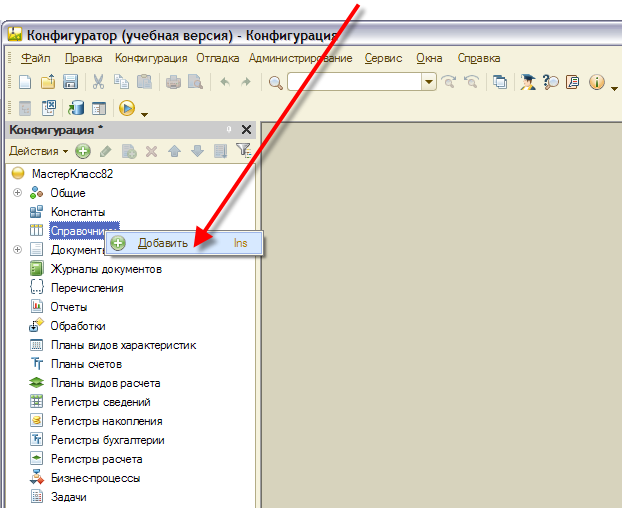 Конфигуратор (учебная версия) - Конфигурация
Файл Правка Конфигурация Отладка Администрирование Сервис Окна Справка
Конфигурация *
Действия
МастерКласс82
Общие
Константы
Добавить Ins
Журналы документов
Перечисления
Отчеты
Обработки
Планы видов характеристик
Планы счетов
Планы видов расчета
Регистры сведений
Регистры накопления
Регистры бухгалтерии
Регистры расчета
Бизнес-процессы
Задачи